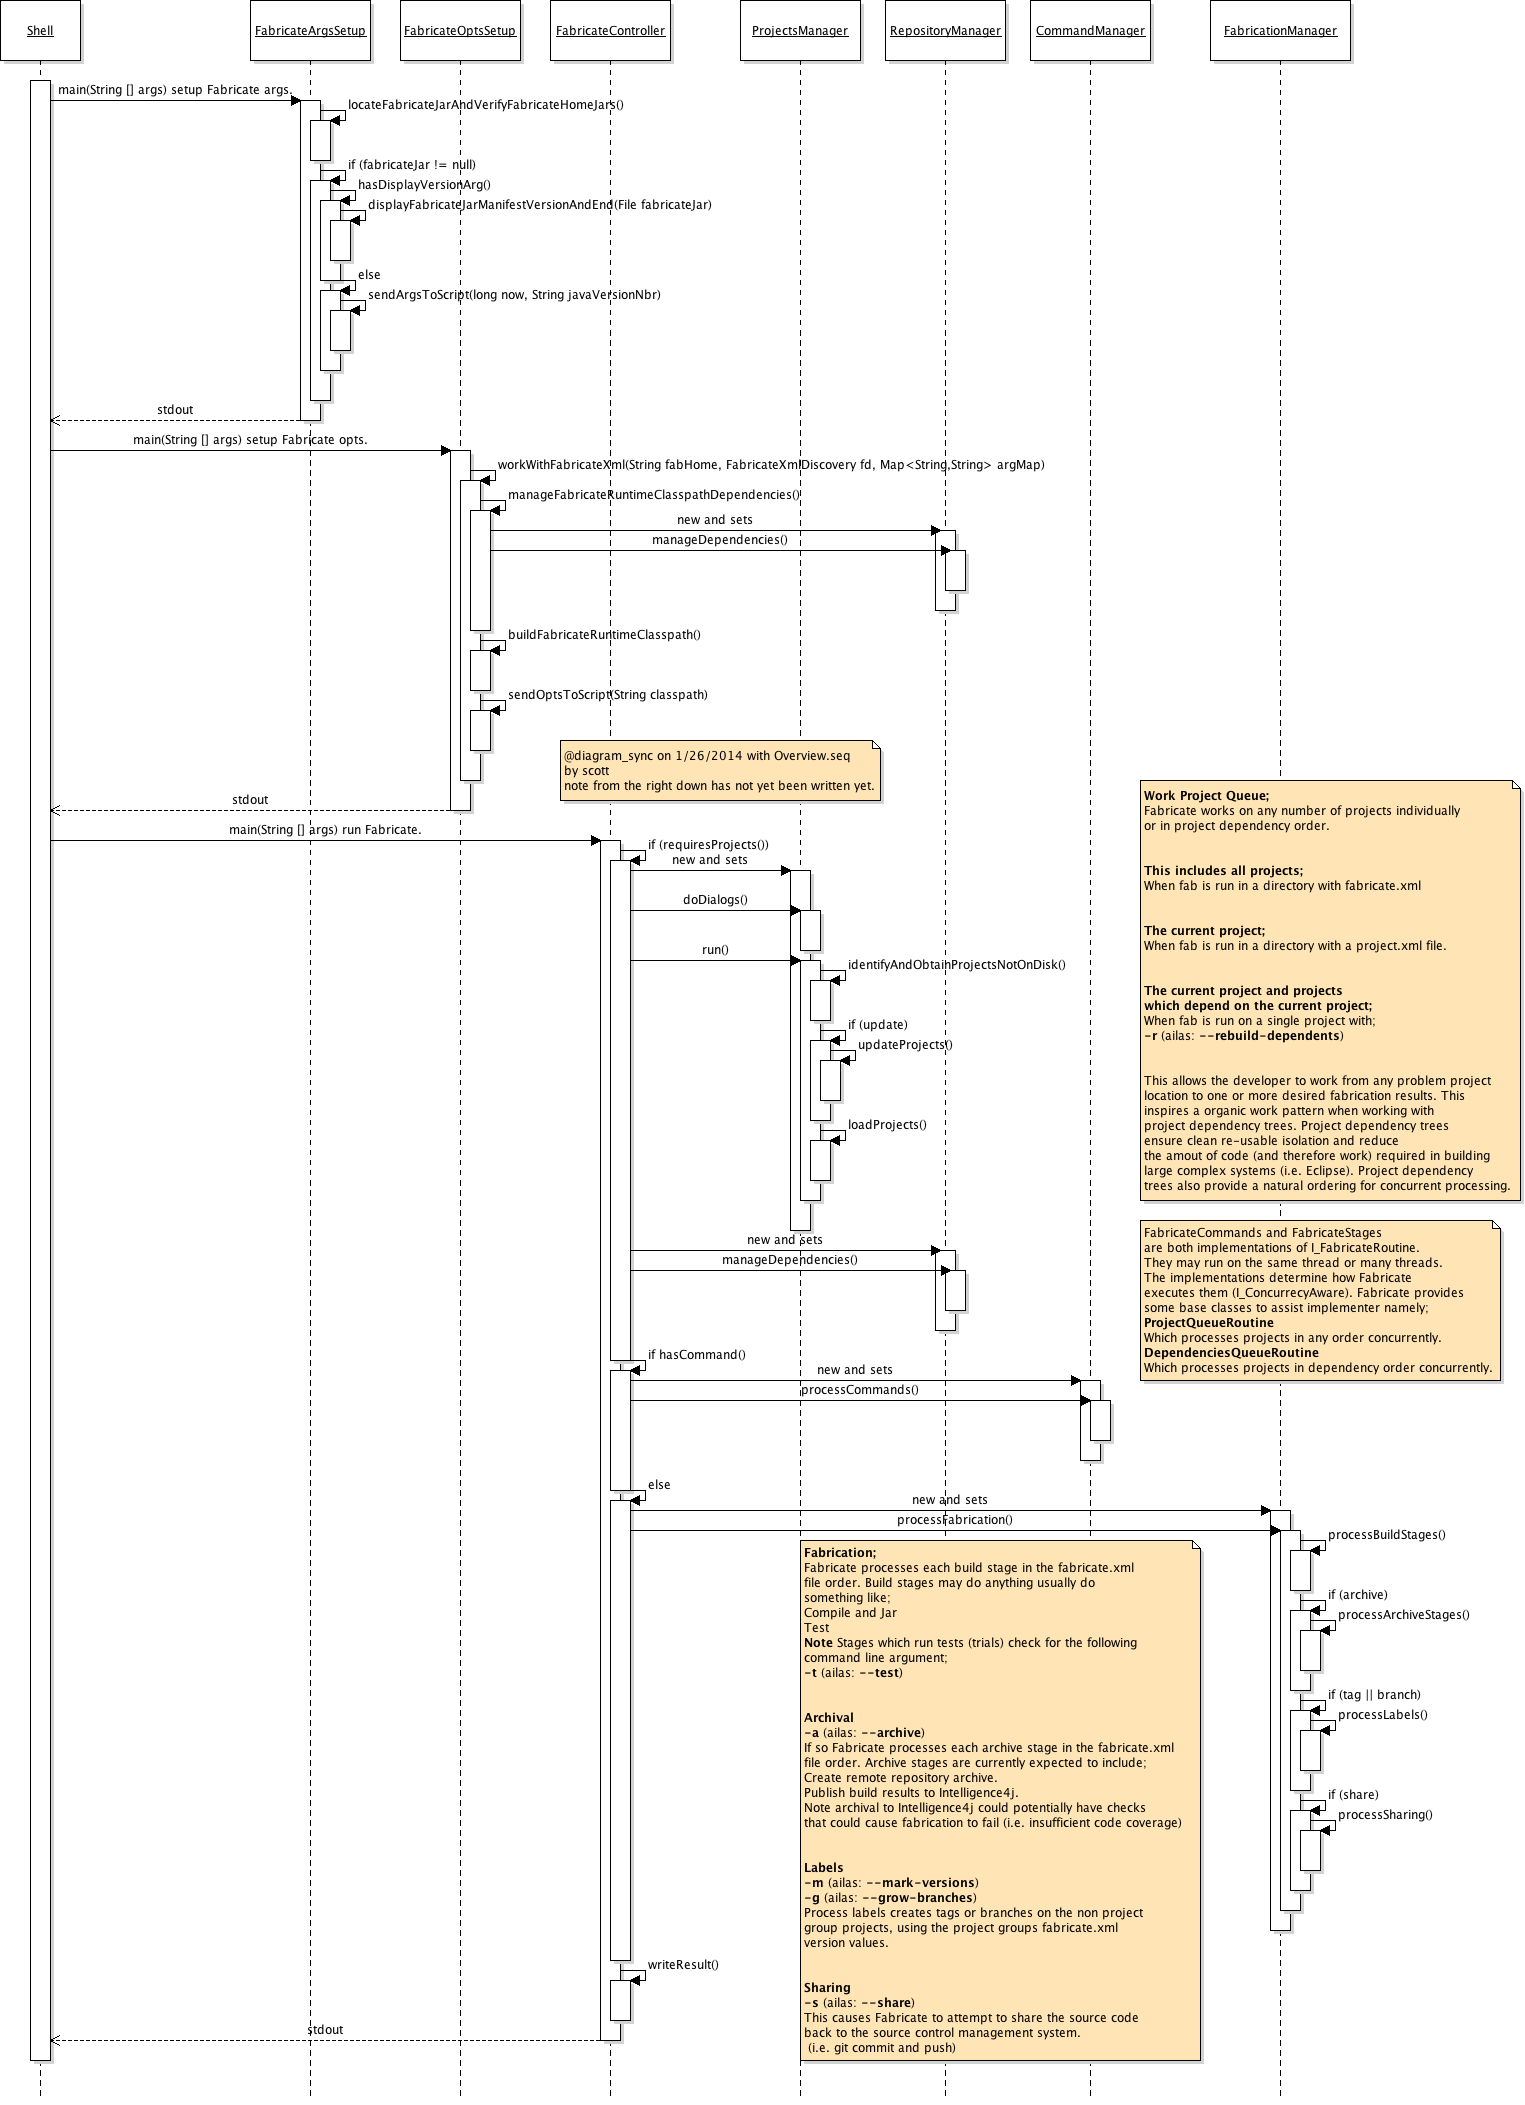 Shell
FabricateArgsSetup
FabricateOptsSetup
FabricateController
ProjectsManager
RepositoryManager
CommandManager
FabricationManager
main(String [] args) setup Fabricate args.
locateFabricateJarAndVerifyFabricateHomeJars()
if (fabricateJar != null)
hasDisplayVersionArg()
displayFabricateJarManifestVersionAndEnd(File fabricateJar)
else
sendArgsToScript(long now, String javaVersionNbr)
stdout
main(String [] args) setup Fabricate opts.
workWithFabricateXml(String fabHome, FabricateXmlDiscovery fd, Map<String,String> argMap)
manageFabricateRuntimeClasspathDependencies()
new and sets
manageDependencies()
buildFabricateRuntimeClasspath()
sendOptsToScript(String classpath)
@diagram_sync on 1/26/2014 with Overview.seq
by scott
note from the right down has not yet been written yet.
stdout
Work Project Queue;
Fabricate works on any number of projects individually
or in project dependency order.
This includes all projects;
When fab is run in a directory with fabricate.xml
The current project;
When fab is run in a directory with a project.xml file.
The current project and projects
which depend on the current project;
When fab is run on a single project with;
-r (ailas: --rebuild-dependents)
This allows the developer to work from any problem project
location to one or more desired fabrication results. This
inspires a organic work pattern when working with
project dependency trees. Project dependency trees
ensure clean re-usable isolation and reduce
the amout of code (and therefore work) required in building
large complex systems (i.e. Eclipse). Project dependency
trees also provide a natural ordering for concurrent processing.
main(String [] args) run Fabricate.
if (requiresProjects())
new and sets
doDialogs()
run()
identifyAndObtainProjectsNotOnDisk()
if (update)
updateProjects()
loadProjects()
new and sets
manageDependencies()
FabricateCommands and FabricateStages
are both implementations of I_FabricateRoutine.
They may run on the same thread or many threads.
The implementations determine how Fabricate
executes them (I_ConcurrecyAware). Fabricate provides
some base classes to assist implementer namely;
ProjectQueueRoutine
Which processes projects in any order concurrently.
DependenciesQueueRoutine
Which processes projects in dependency order concurrently.
if hasCommand()
new and sets
processCommands()
else
new and sets
processFabrication()
processBuildStages()
if (archive)
processArchiveStages()
if (tag || branch)
processLabels()
if (share)
processSharing()
Fabrication;
Fabricate processes each build stage in the fabricate.xml
file order. Build stages may do anything usually do
something like;
Compile and Jar
Test
Note Stages which run tests (trials) check for the following
command line argument;
-t (ailas: --test)
Archival
-a (ailas: --archive)
If so Fabricate processes each archive stage in the fabricate.xml
file order. Archive stages are currently expected to include;
Create remote repository archive.
Publish build results to Intelligence4j.
Note archival to Intelligence4j could potentially have checks
that could cause fabrication to fail (i.e. insufficient code coverage)
Labels
-m (ailas: --mark-versions)
-g (ailas: --grow-branches)
Process labels creates tags or branches on the non project
group projects, using the project groups fabricate.xml
version values.
Sharing
-s (ailas: --share)
This causes Fabricate to attempt to share the source code
back to the source control management system.
(i.e. git commit and push)
writeResult()
stdout